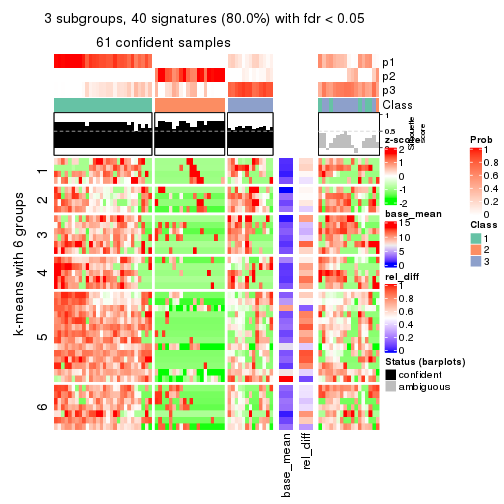 3 subgroups, 40 signatures (80.0%) with fdr < 0.05
61 confident samples
p1
p2
p3
Class
1
0.5
0
Silhouette
score
k-means with 6 groups
1
2
3
4
5
6
base_mean
rel_diff
z-score
2
1
0
-1
-2
base_mean
15
10
5
0
rel_diff
1
0.8
0.6
0.4
0.2
0
Status (barplots)
confident
ambiguous
Prob
1
0.8
0.6
0.4
0.2
0
Class
1
2
3